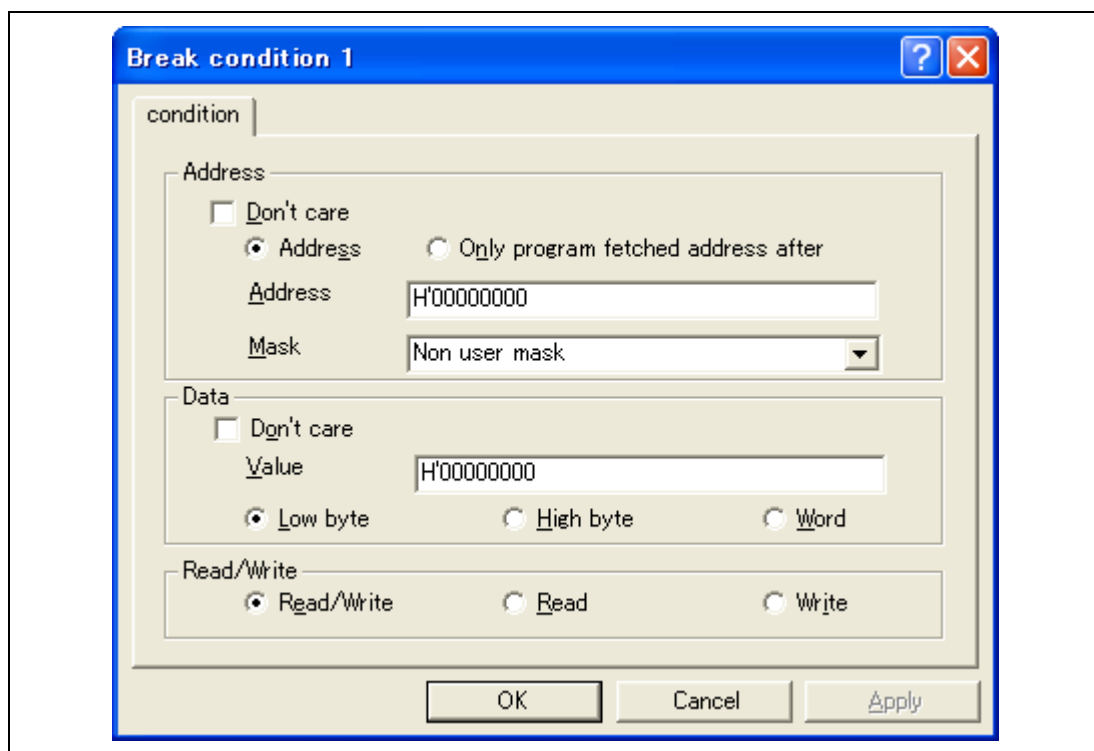 Break condition 1
condition
Address
Don't care
Address Only program fetched address after
Address H'00000000
Mask Non user mask
Data
Don't care
Value H'00000000
Low byte High byte Word
Read/Write
Read/Write Read Write
OK Cancel Apply